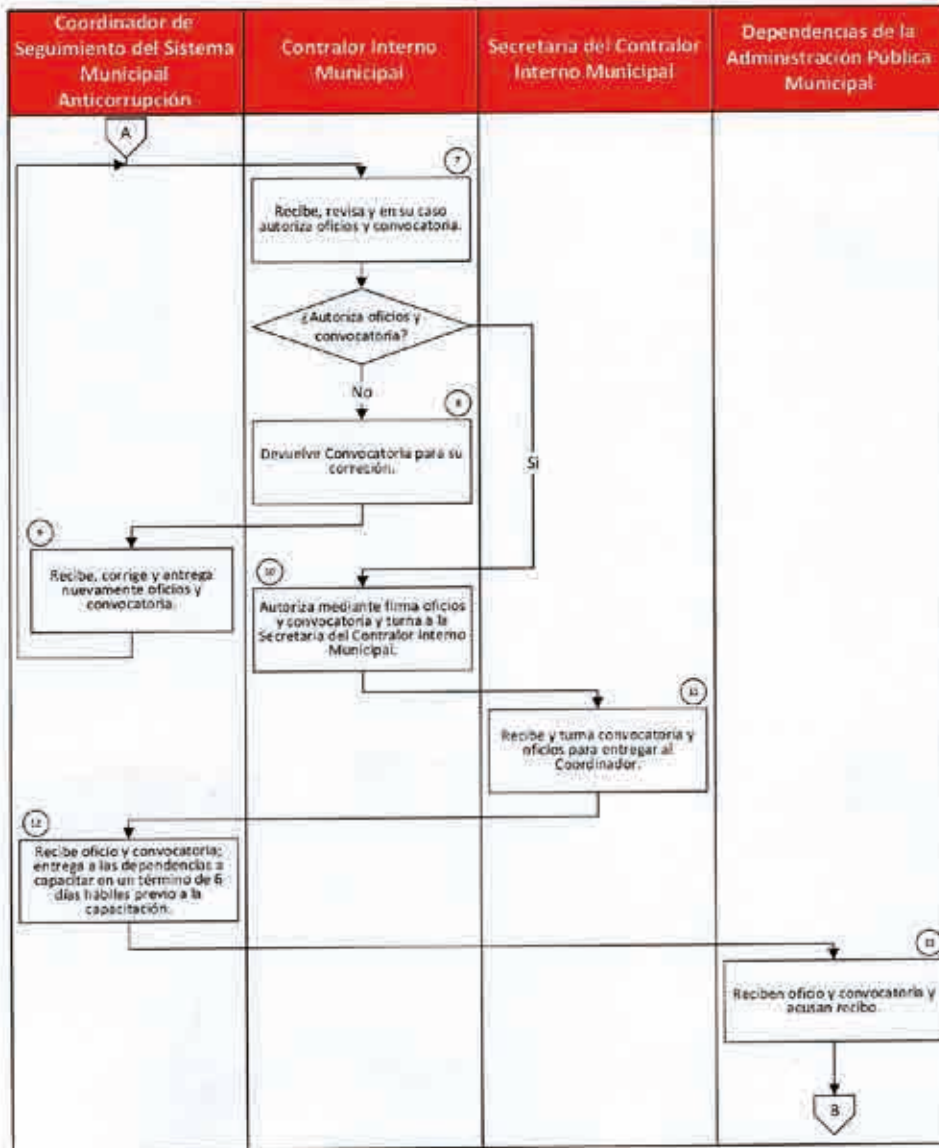 Coordinador de
Seguimiento del Sistema
Municipal
Anticorrupción
Contralor Interno
Municipal
Secretaria del Contralor
Interno Municipal
Dependencias de la
Administración Pública
Municipal
A
7
Recibe, revisa y en su caso
autoriza oficios y convocatoria.
¿Autoriza oficios y
convocatoria?
No
Si
8
Devuelve Convocatoria para su
correción.
9
Recibe, corrige y entrega
nuevamente oficios y
convocatoria.
10
Autoriza mediante firma oficios
y convocatoria y turna a la
Secretaria del Contralor Interno
Municipal.
11
Recibe y turna convocatoria y
oficios para entregar al
Coordinador.
12
Recibe oficio y convocatoria;
entrega a las dependencias a
capacitar en un término de 6
días hábiles previo a la
capacitación.
13
Reciben oficio y convocatoria y
acusan recibo.
B